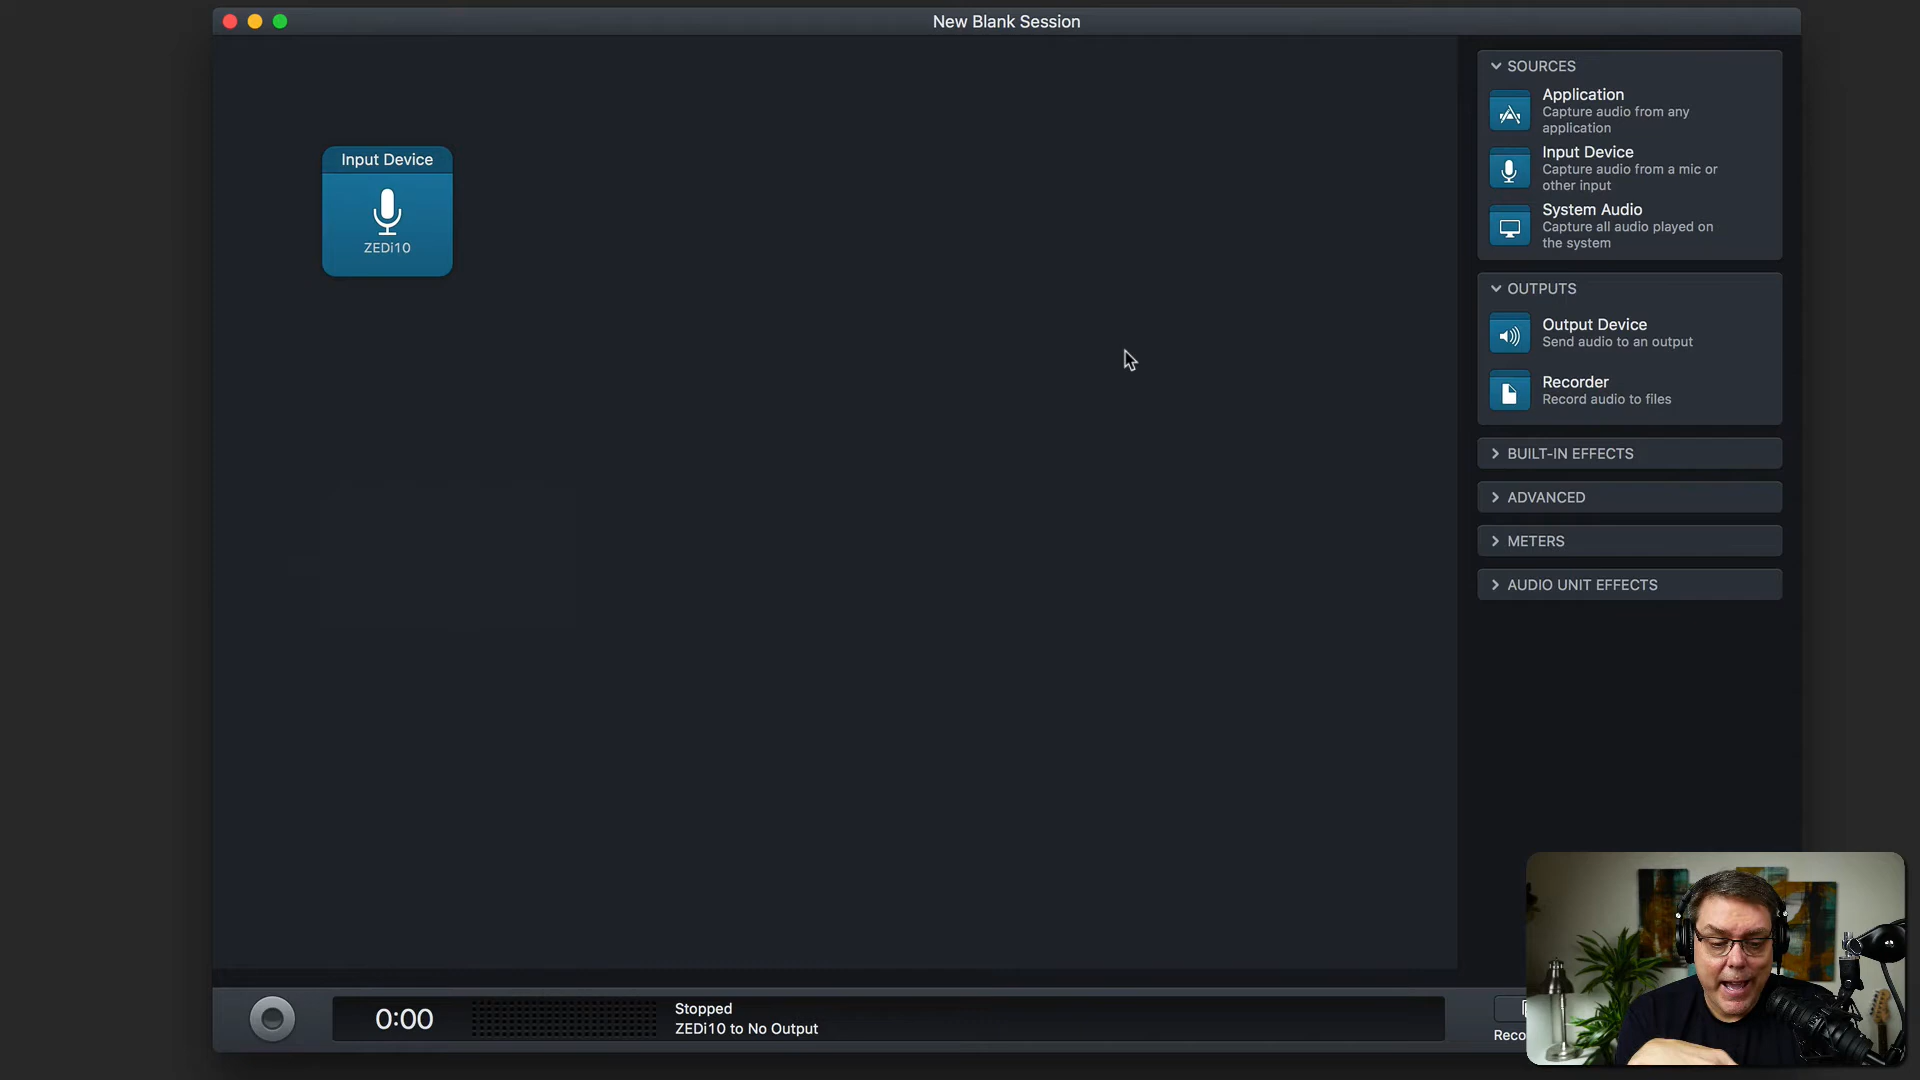 New Blank Session
Input Device
ZEDi10
SOURCES
Application
Capture audio from any
application
Input Device
Capture audio from a mic or
other input
System Audio
Capture all audio played on
the system
OUTPUTS
Output Device
Send audio to an output
Recorder
Record audio to files
BUILT-IN EFFECTS
ADVANCED
METERS
AUDIO UNIT EFFECTS
0:00
Stopped
ZEDi10 to No Output